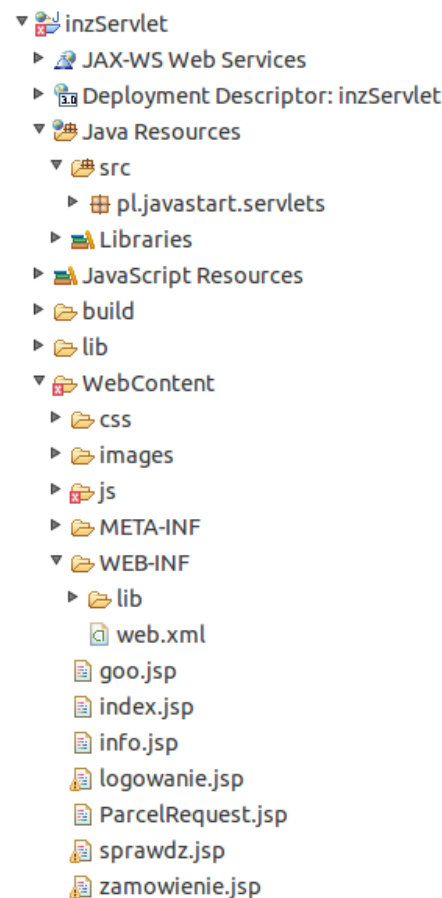 inzServlet
JAX-WS Web Services
3.0 Deployment Descriptor: inzServlet
Java Resources
src
pl.javastart.servlets
Libraries
JavaScript Resources
build
lib
WebContent
css
images
js
META-INF
WEB-INF
lib
web.xml
goo.jsp
index.jsp
info.jsp
logowanie.jsp
ParcelRequest.jsp
sprawdz.jsp
zamowienie.jsp